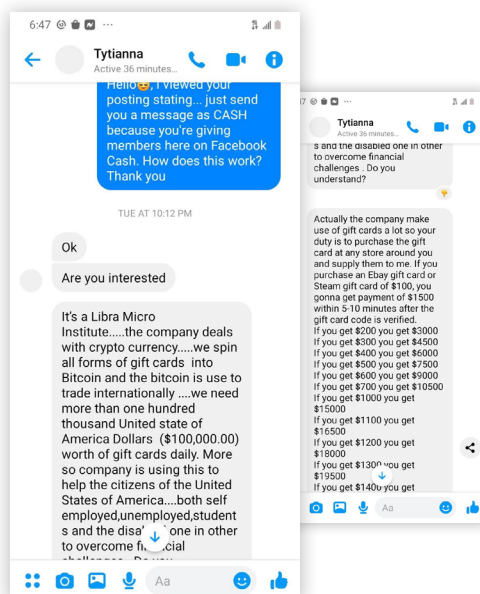 6:47
Tytianna
Active 36 minutes...
Hello , I viewed your
posting stating... just send
you a message as CASH
because you're giving
members here on Facebook
Cash. How does this work?
Thank you
TUE AT 10:12 PM
Ok
Are you interested
It's a Libra Micro
Institute.....the company deals
with crypto currency.....we spin
all forms of gift cards into
Bitcoin and the bitcoin is use to
trade internationally ....we need
more than one hundred
thousand United state of
America Dollars ($100,000.00)
worth of gift cards daily. More
so company is using this to
help the citizens of the United
States of America....both self
employed,unemployed,student
s and the one in other
to overcome
Aa
Tytianna
Active 36 minutes...
s and the disabled one in other
to overcome financial
challenges . Do you
understand?
Actually the company make
use of gift cards a lot so your
duty is to purchase the gift
card at any store around you
and supply them to me. If you
purchase an Ebay gift card or
Steam gift card of $100, you
gonna get payment of $1500
within 5-10 minutes after the
gift card code is verified.
If you get $200 you get $3000
If you get $300 you get $4500
If you get $400 you get $6000
If you get $500 you get $7500
If you get $600 you get $9000
If you get $700 you get $10500
If you get $1000 you get
$15000
If you get $1100 you get
$16500
If you get $1200 you get
$18000
If you get $1300 you get
$19500
If you get $1400 you get
Aa